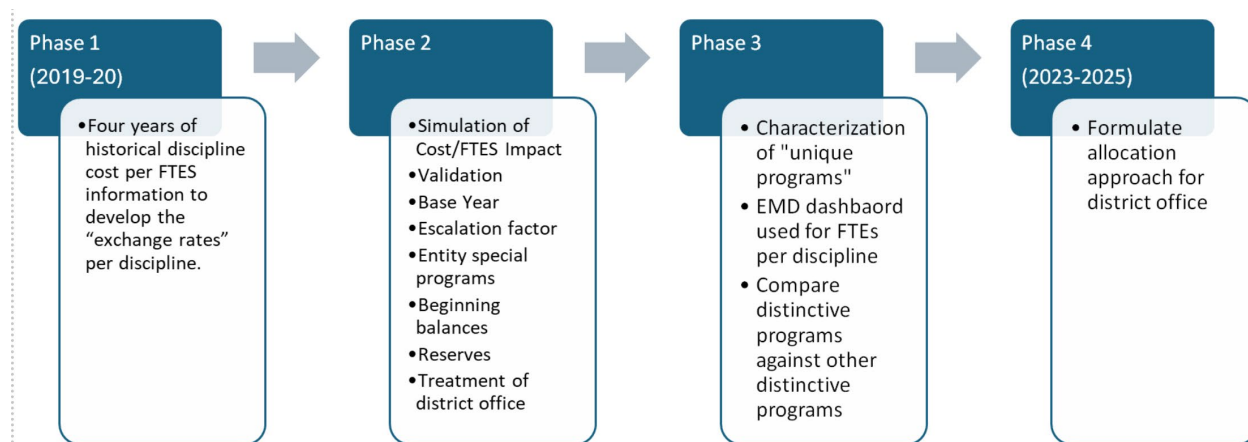 Phase 1
(2019-20)
•Four years of
historical discipline
cost per FTES
information to
develop the
“exchange rates”
per discipline.
Phase 2
•Simulation of
Cost/FTES Impact
•Validation
•Base Year
•Escalation factor
•Entity special
programs
•Beginning
balances
•Reserves
•Treatment of
district office
Phase 3
• Characterization
of "unique
programs"
• EMD dashbaord
used for FTEs
per discipline
• Compare
distinctive
programs
against other
distinctive
programs
Phase 4
(2023-2025)
• Formulate
allocation
approach for
district office